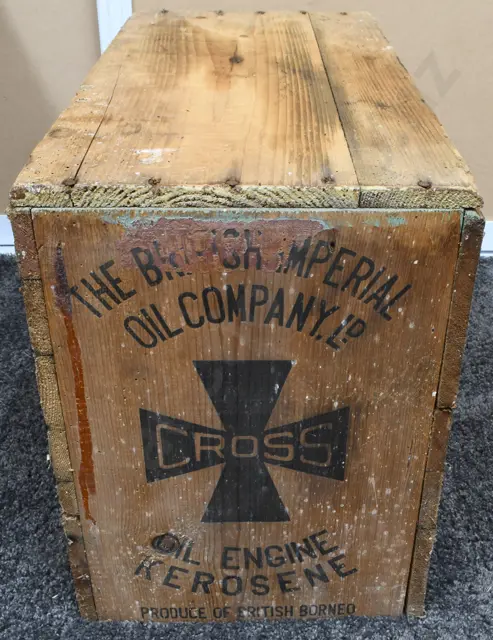 THE BRITISH IMPERIAL
OIL COMPANY. LD.
CROSS
OIL ENGINE
KEROSENE
PRODUCE OF BRITISH BORNEO